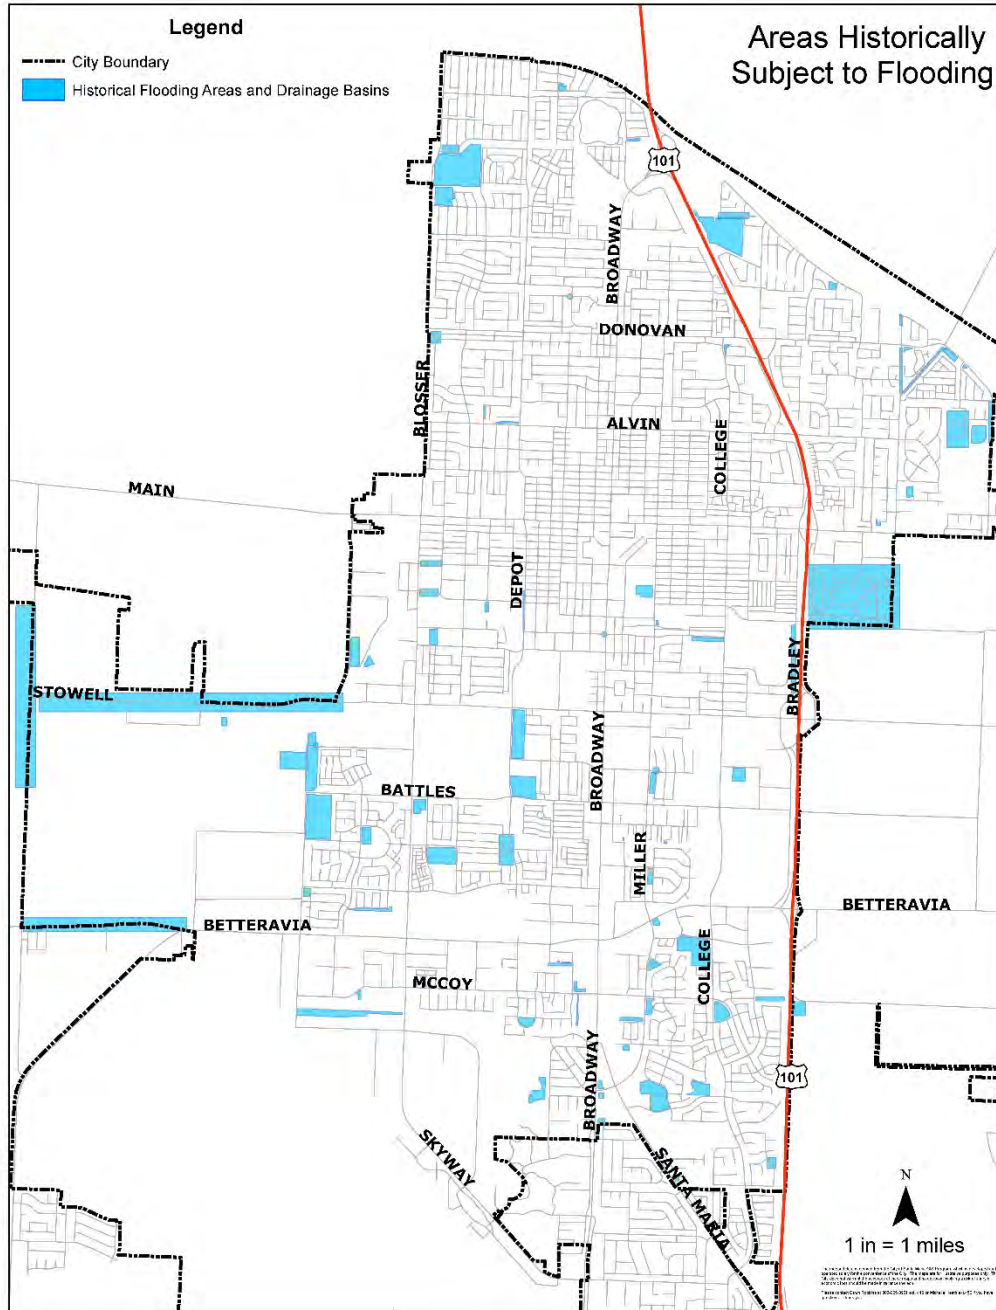 Legend
City Boundary
Historical Flooding Areas and Drainage Basins
Areas Historically
Subject to Flooding
101
BROADWAY
DONOVAN
BLOSSER
ALVIN
COLLEGE
MAIN
DEPOT
BRADLEY
STOWELL
BROADWAY
BATTLES
MILLER
BETTERAVIA
BETTERAVIA
COLLEGE
MCCOY
BROADWAY
101
SKYWAY
SANTA MARIA
N
1 in = 1 miles